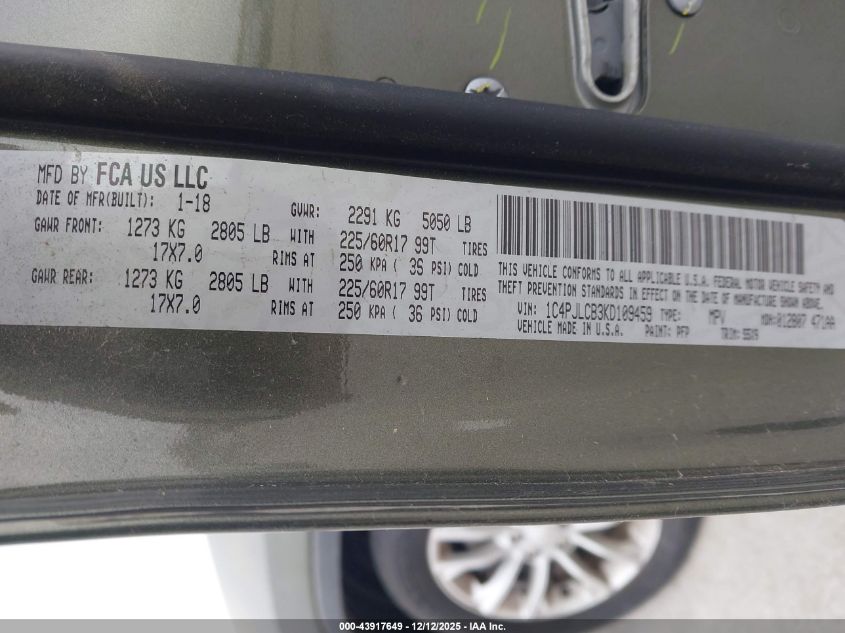 MFD BY FCA US LLC
DATE OF MFR(BUILT): 1-18 GVWR: 2291 KG 5050 LB
GAWR FRONT: 1273 KG 2805 LB WITH 225/60R17 99T TIRES
17X7.0 RIMS AT 250 KPA ( 36 PSI) COLD
GAWR REAR: 1273 KG 2805 LB WITH 225/60R17 99T TIRES
17X7.0 RIMS AT 250 KPA ( 36 PSI) COLD
THIS VEHICLE CONFORMS TO ALL APPLICABLE U.S.A. FEDERAL MOTOR VEHICLE SAFETY AND
THEFT PREVENTION STANDARDS IN EFFECT ON THE DATE OF MANUFACTURE SHOWN ABOVE.
VIN: 1C4PJLCB3KD109459 TYPE: MPV MDH:012807 471AA
VEHICLE MADE IN U.S.A. PAINT: PFP TRIM:
000-43917649 - 12/12/2025 - IAA Inc.